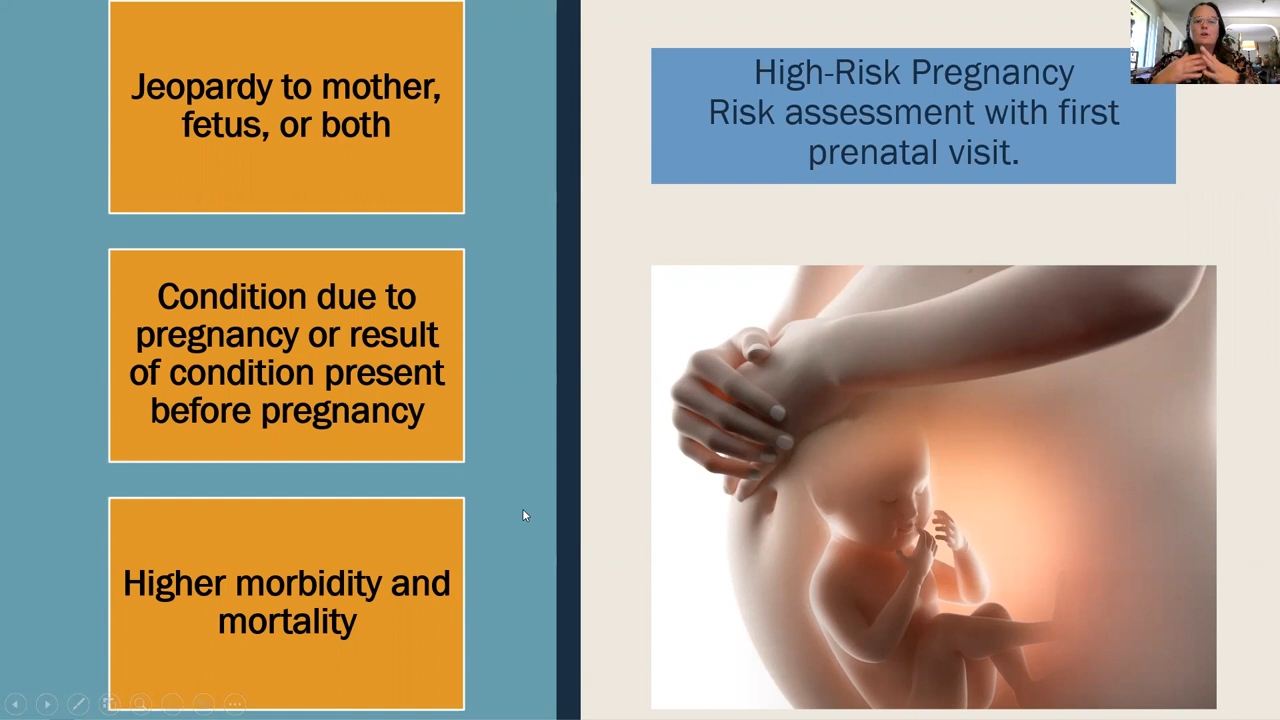 Jeopardy to mother,
fetus, or both
Condition due to
pregnancy or result
of condition present
before pregnancy
Higher morbidity and
mortality
High-Risk Pregnancy
Risk assessment with first
prenatal visit.